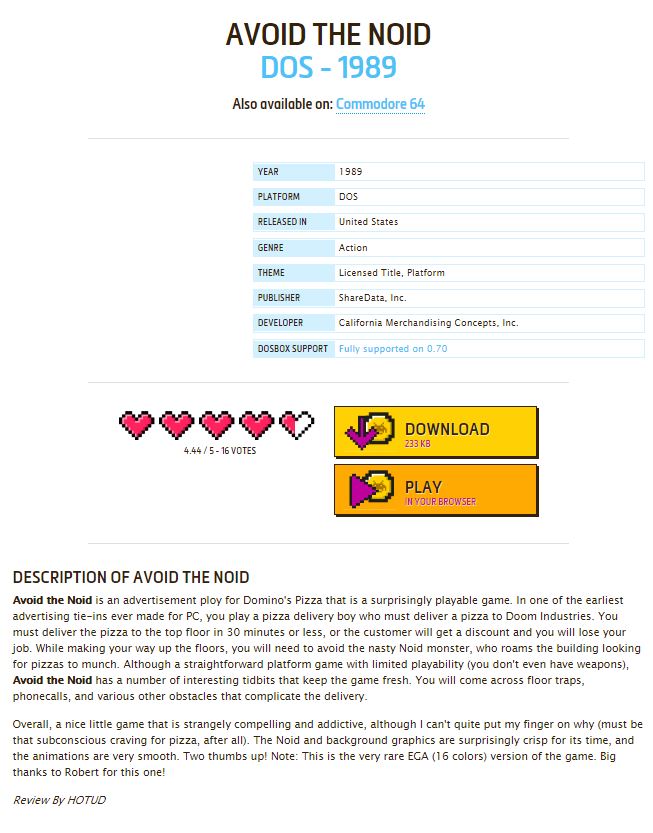 AVOID THE NOID
DOS - 1989
Also available on: Commodore 64
YEAR 1989
PLATFORM DOS
RELEASED IN United States
GENRE Action
THEME Licensed Title, Platform
PUBLISHER ShareData, Inc.
DEVELOPER California Merchandising Concepts, Inc.
DOSBOX SUPPORT Fully supported on 0.70
4.44 / 5 - 16 VOTES
DOWNLOAD
233 KB
PLAY
IN YOUR BROWSER
DESCRIPTION OF AVOID THE NOID
Avoid the Noid is an advertisement ploy for Domino's Pizza that is a surprisingly playable game. In one of the earliest
advertising tie-ins ever made for PC, you play a pizza delivery boy who must deliver a pizza to Doom Industries. You
must deliver the pizza to the top floor in 30 minutes or less, or the customer will get a discount and you will lose your
job. While making your way up the floors, you will need to avoid the nasty Noid monster, who roams the building looking
for pizzas to munch. Although a straightforward platform game with limited playability (you don't even have weapons),
Avoid the Noid has a number of interesting tidbits that keep the game fresh. You will come across floor traps,
phonecalls, and various other obstacles that complicate the delivery.
Overall, a nice little game that is strangely compelling and addictive, although I can't quite put my finger on why (must be
that subconscious craving for pizza, after all). The Noid and background graphics are surprisingly crisp for its time, and
the animations are very smooth. Two thumbs up! Note: This is the very rare EGA (16 colors) version of the game. Big
thanks to Robert for this one!
Review By HOTUD